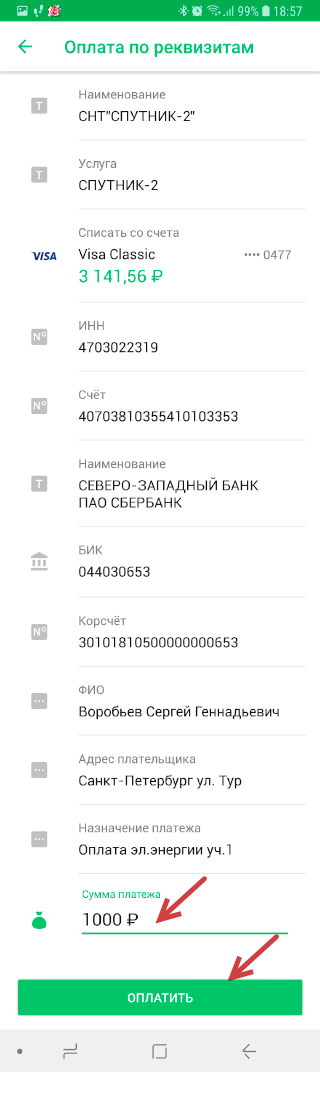 99% 18:57
Оплата по реквизитам
T
Наименование
СНТ"СПУТНИК-2"
T
Услуга
СПУТНИК-2
Списать со счета
VISA
Visa Classic
•••• 0477
3 141,56 ₽
ИНН
N°
4703022319
Счёт
N°
40703810355410103353
Наименование
T
СЕВЕРО-ЗАПАДНЫЙ БАНК
ПАО СБЕРБАНК
БИК
044030653
Корсчёт
N°
30101810500000000653
ФИО
Воробьев Сергей Геннадьевич
Адрес плательщика
Санкт-Петербург ул. Тур
Назначение платежа
Оплата эл.энергии уч.1
Сумма платежа
1000 ₽
ОПЛАТИТЬ